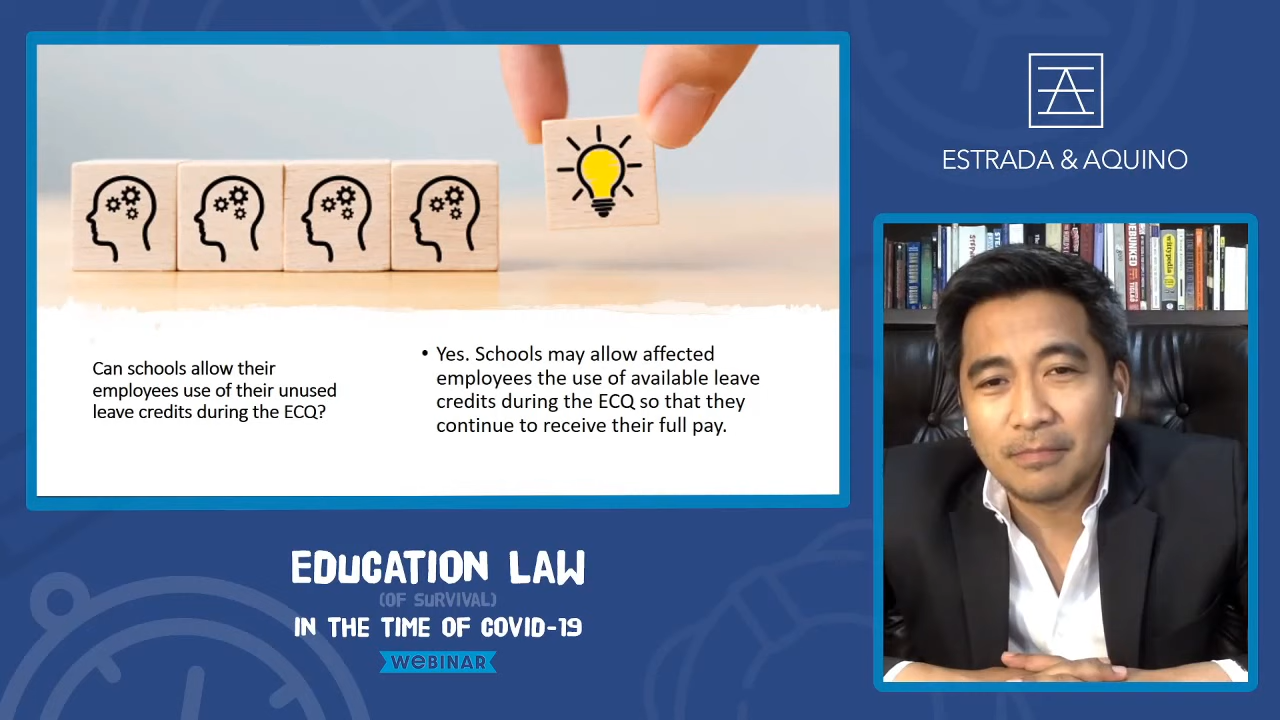 ESTRADA & AQUINO
Can schools allow their
employees use of their unused
leave credits during the ECQ?
• Yes. Schools may allow affected
employees the use of available leave
credits during the ECQ so that they
continue to receive their full pay.
EDUCATION LAW
(OF SURVIVAL)
IN THE TIME OF COVID-19
WEBINAR
DEBUNKED